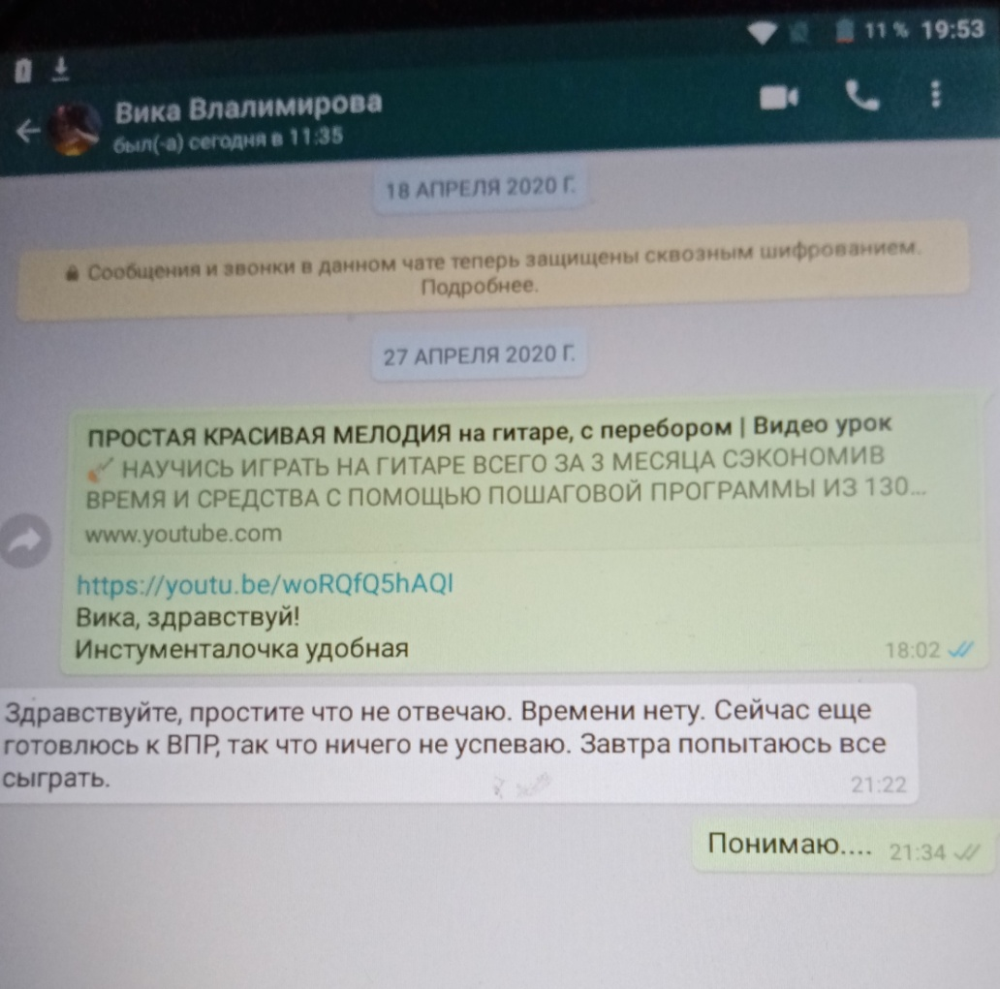 11 % 19:53
Вика Влалимирова
был(-а) сегодня в 11:35
18 АПРЕЛЯ 2020 Г.
Сообщения и звонки в данном чате теперь защищены сквозным шифрованием.
Подробнее.
27 АПРЕЛЯ 2020 Г.
ПРОСТАЯ КРАСИВАЯ МЕЛОДИЯ на гитаре, с перебором | Видео урок
НАУЧИСЬ ИГРАТЬ НА ГИТАРЕ ВСЕГО ЗА 3 МЕСЯЦА СЭКОНОМИВ
ВРЕМЯ И СРЕДСТВА С ПОМОЩЬЮ ПОШАГОВОЙ ПРОГРАММЫ ИЗ 130...
www.youtube.com
https://youtu.be/woRQfQ5hAQI
Вика, здравствуй!
Инстументалочка удобная 18:02
Здравствуйте, простите что не отвечаю. Времени нету. Сейчас еще
готовлюсь к ВПР, так что ничего не успеваю. Завтра попытаюсь все
сыграть. 21:22
Понимаю.... 21:34